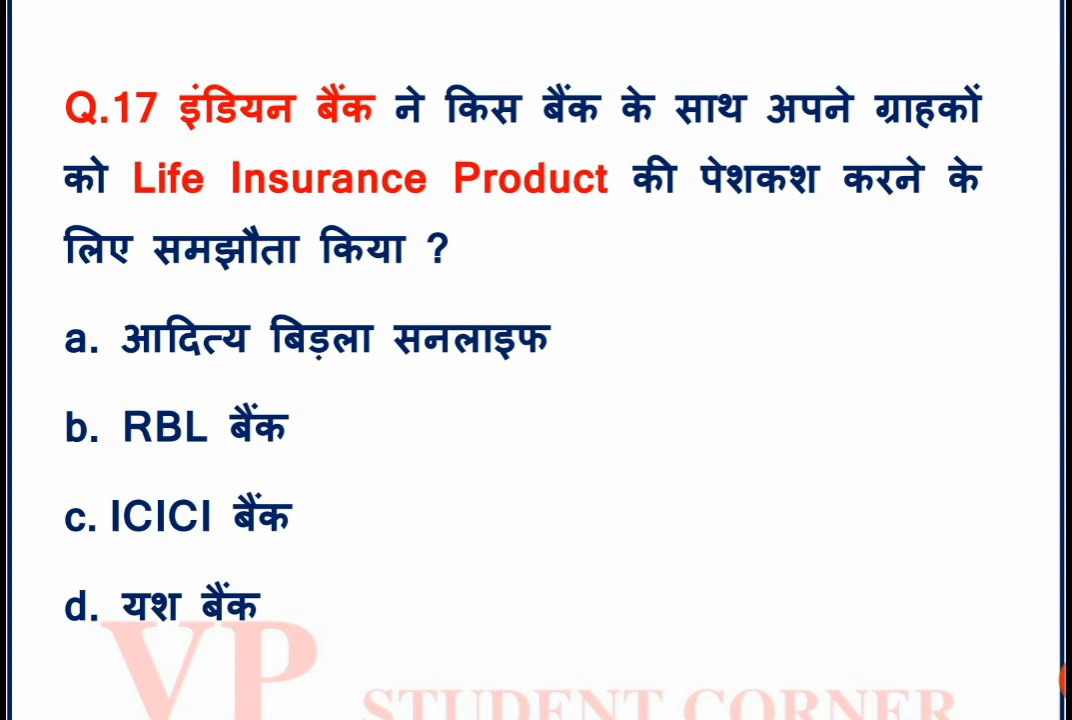 Q.17 इंडियन बैंक ने किस बैंक के साथ अपने ग्राहकों
को Life Insurance Product की पेशकश करने के
लिए समझौता किया ?
a. आदित्य बिड़ला सनलाइफ
b. RBL बैंक
c. ICICI बैंक
d. यश बैंक
VP STUDENT CORNER